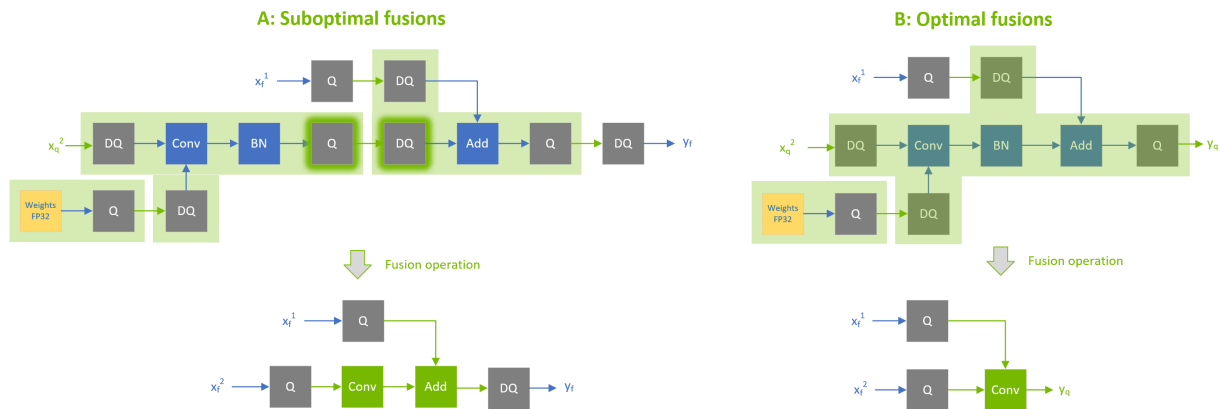 A: Suboptimal fusions
x_f^1
Q
DQ
x_q^2
DQ
Conv
BN
Q
DQ
Add
Q
DQ
y_f
Weights
FP32
Q
DQ
Fusion operation
x_f^1
Q
x_f^2
Q
Conv
Add
DQ
y_f
B: Optimal fusions
x_f^1
Q
DQ
x_q^2
DQ
Conv
BN
Add
Q
y_q
Weights
FP32
Q
DQ
Fusion operation
x_f^1
Q
x_f^2
Q
Conv
y_q